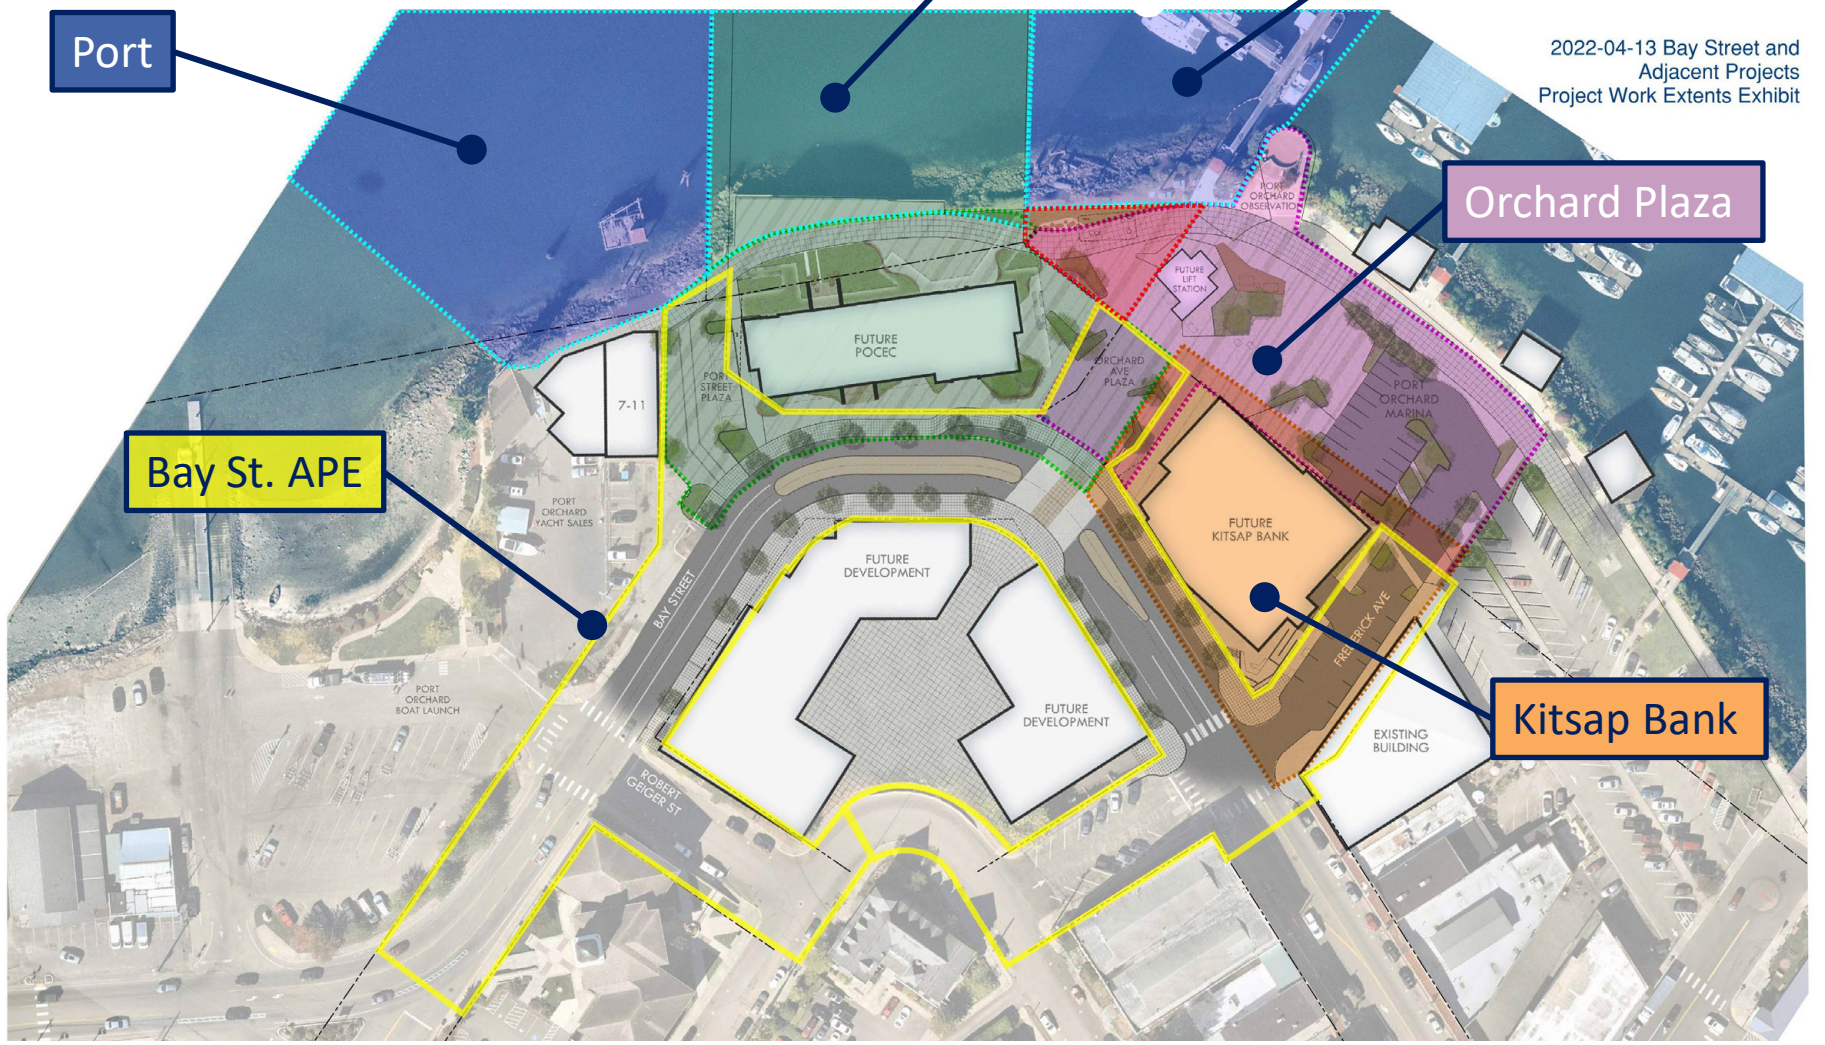 2022-04-13 Bay Street and
Adjacent Projects
Project Work Extents Exhibit
Port
Orchard Plaza
PORT
ORCHARD
OBSERVATION
FUTURE
LIFT
STATION
FUTURE
POCEC
ORCHARD
AVE
PLAZA
PORT
STREET
PLAZA
PORT
ORCHARD
MARINA
7-11
Bay St. APE
PORT
ORCHARD
YACHT SALES
FUTURE
KITSAP BANK
FUTURE
DEVELOPMENT
BAY STREET
FREDERICK AVE
PORT
ORCHARD
BOAT LAUNCH
FUTURE
DEVELOPMENT
Kitsap Bank
EXISTING
BUILDING
ROBERT
GEIGER ST